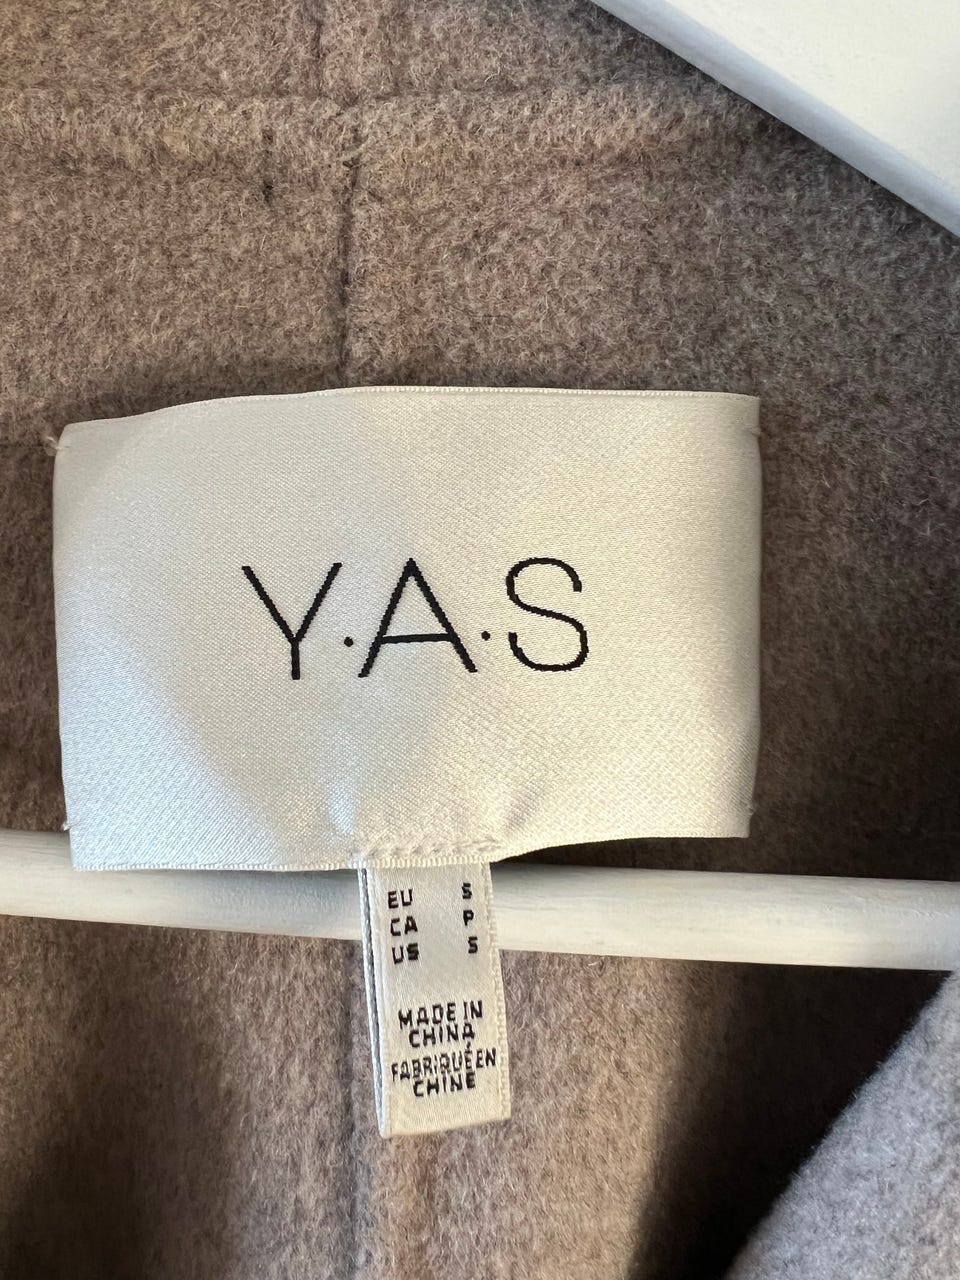 Y·A·S
EU S
CA P
US S
MADE IN
CHINA
FABRIQUÉ EN
CHINE